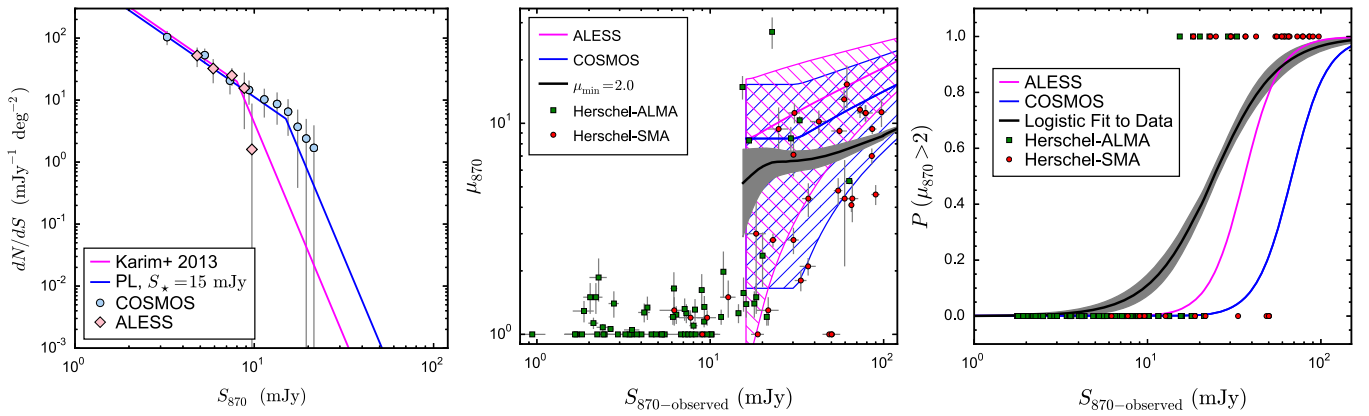 10²
10¹
10⁰
10⁻¹
10⁻²
10⁻³
dN/dS (mJy⁻¹ deg⁻²)
Karim+ 2013
PL, S⋆=15 mJy
COSMOS
ALESS
10⁰ 10¹ 10²
S₈₇₀ (mJy)
10¹
10⁰
μ₈₇₀
ALESS
COSMOS
μmin=2.0
Herschel-ALMA
Herschel-SMA
10⁰ 10¹ 10²
S₈₇₀₋observed (mJy)
1.0
0.8
0.6
0.4
0.2
0.0
P (μ₈₇₀ >2)
ALESS
COSMOS
Logistic Fit to Data
Herschel-ALMA
Herschel-SMA
10⁰ 10¹ 10²
S₈₇₀₋observed (mJy)